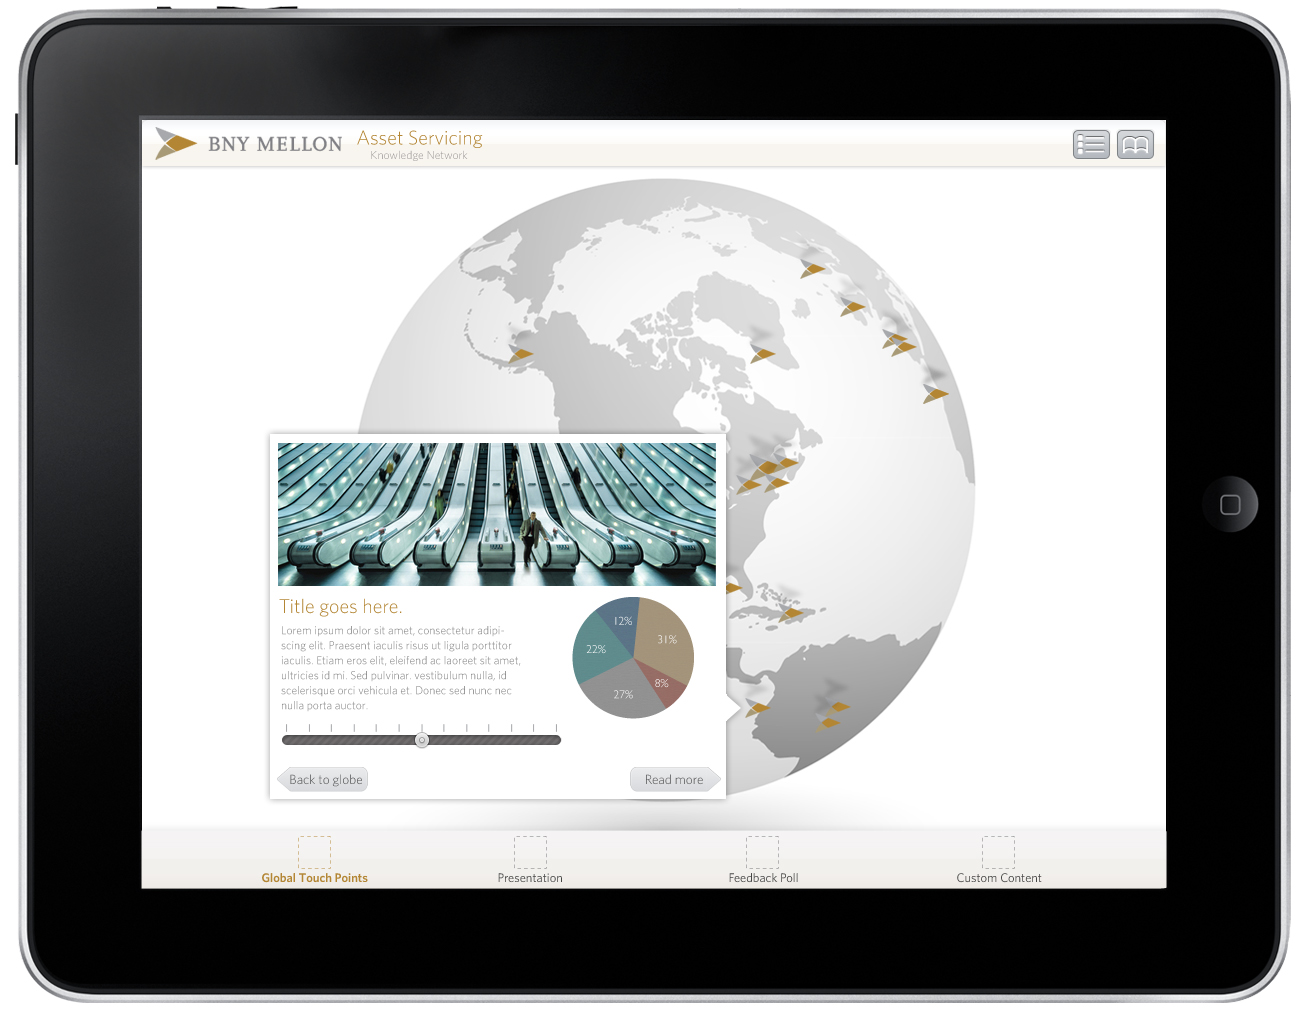 BNY MELLON
Asset Servicing
Knowledge Network
Title goes here.
Lorem ipsum dolor sit amet, consectetur adipi-
scing elit. Praesent iaculis risus ut ligula porttitor
iaculis. Etiam eros elit, eleifend ac laoreet sit amet,
ultricies id mi. Sed pulvinar. vestibulum nulla, id
scelerisque orci vehicula et. Donec sed nunc nec
nulla porta auctor.
12%
31%
22%
8%
27%
Back to globe
Read more
Global Touch Points
Presentation
Feedback Poll
Custom Content